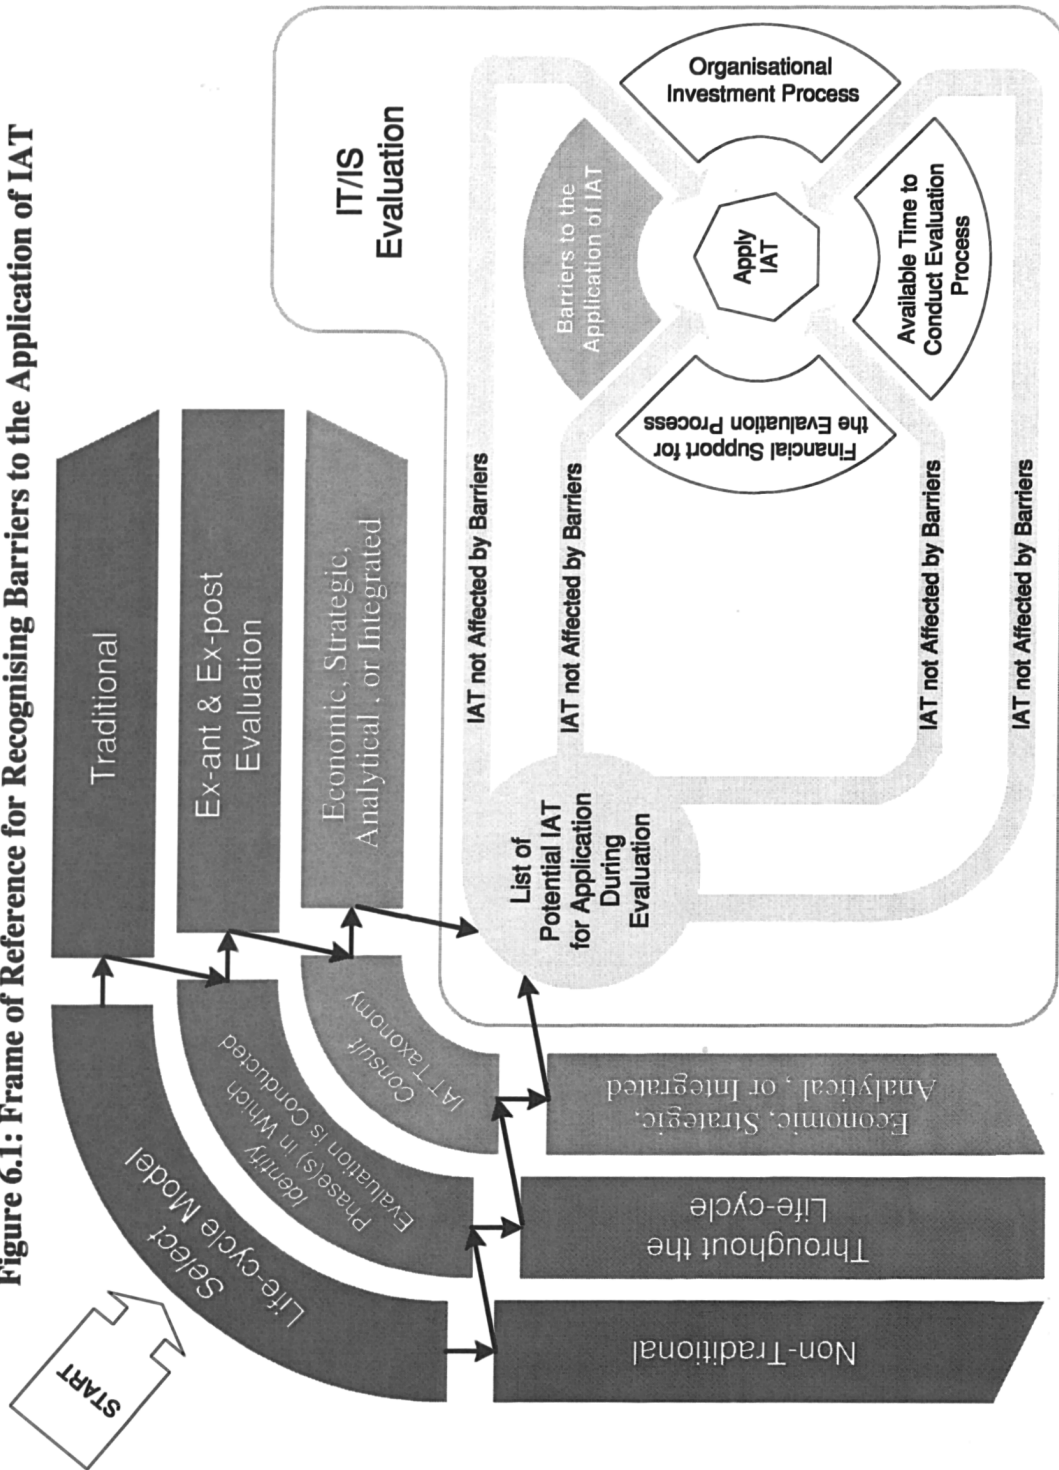 Figure 6.1: Frame of Reference for Recognising Barriers to the Application of IAT
START
Select
Life-cycle Model
Traditional
Non-Traditional
Identify
Phase(s) in Which
Evaluation is Conducted
Ex-ant & Ex-post
Evaluation
Throughout the
Life-cycle
Consult
IAT Taxonomy
Economic, Strategic,
Analytical , or Integrated
Economic, Strategic,
Analytical , or Integrated
IT/IS
Evaluation
List of
Potential IAT
for Application
During
Evaluation
IAT not Affected by Barriers
IAT not Affected by Barriers
IAT not Affected by Barriers
IAT not Affected by Barriers
Barriers to the
Application of IAT
Organisational
Investment Process
Financial Support for
the Evaluation Process
Available Time to
Conduct Evaluation
Process
Apply
IAT